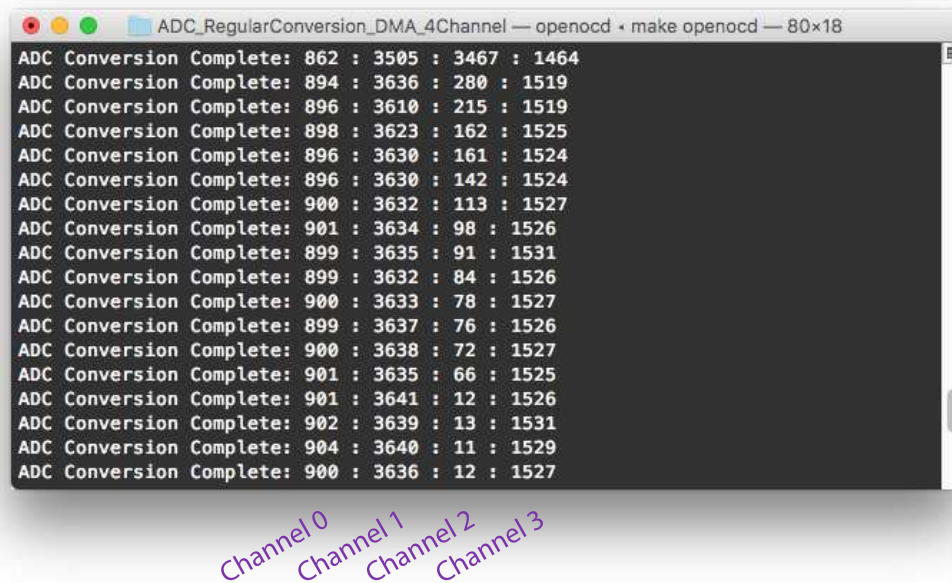 ADC_RegularConversion_DMA_4Channel — openocd ◂ make openocd — 80×18
ADC Conversion Complete: 862 : 3505 : 3467 : 1464
ADC Conversion Complete: 894 : 3636 : 280 : 1519
ADC Conversion Complete: 896 : 3610 : 215 : 1519
ADC Conversion Complete: 898 : 3623 : 162 : 1525
ADC Conversion Complete: 896 : 3630 : 161 : 1524
ADC Conversion Complete: 896 : 3630 : 142 : 1524
ADC Conversion Complete: 900 : 3632 : 113 : 1527
ADC Conversion Complete: 901 : 3634 : 98 : 1526
ADC Conversion Complete: 899 : 3635 : 91 : 1531
ADC Conversion Complete: 899 : 3632 : 84 : 1526
ADC Conversion Complete: 900 : 3633 : 78 : 1527
ADC Conversion Complete: 899 : 3637 : 76 : 1526
ADC Conversion Complete: 900 : 3638 : 72 : 1527
ADC Conversion Complete: 901 : 3635 : 66 : 1525
ADC Conversion Complete: 901 : 3641 : 12 : 1526
ADC Conversion Complete: 902 : 3639 : 13 : 1531
ADC Conversion Complete: 904 : 3640 : 11 : 1529
ADC Conversion Complete: 900 : 3636 : 12 : 1527
Channel 0
Channel 1
Channel 2
Channel 3